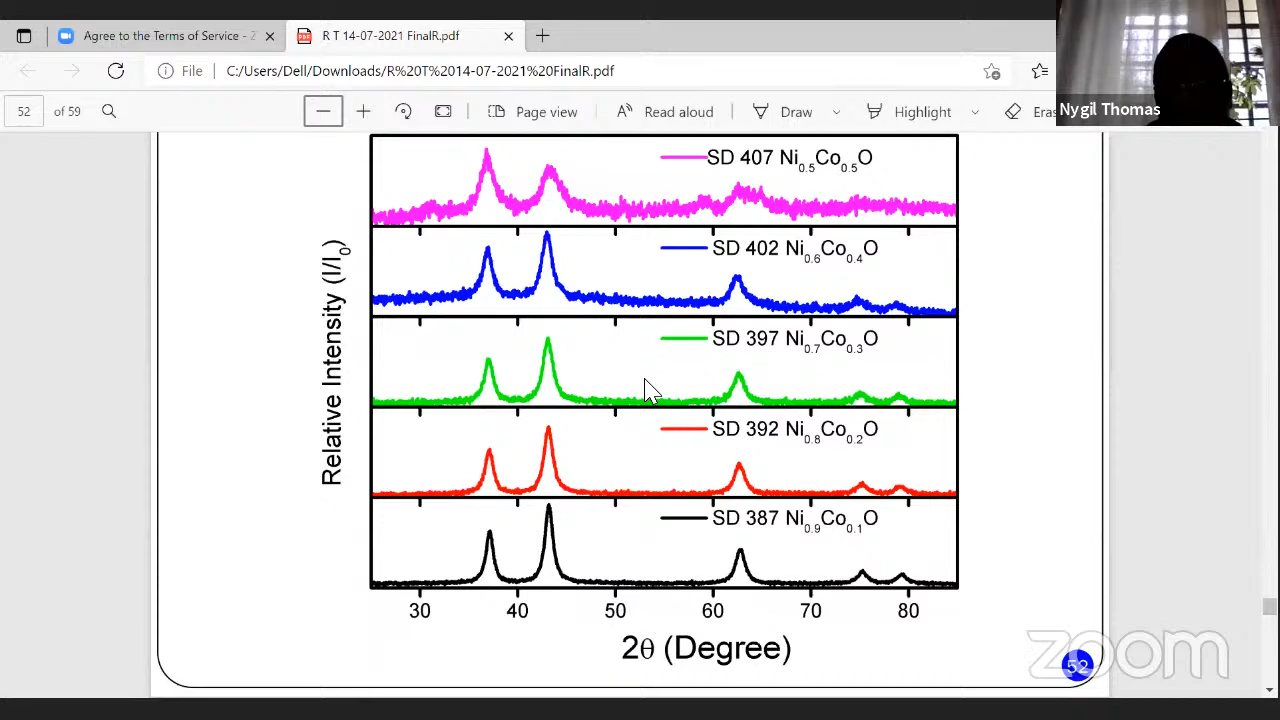 Agree to the Terms of Service - Z
R T 14-07-2021 FinalR.pdf
File
C:/Users/Dell/Downloads/R%20T%2014-07-2021%20FinalR.pdf
52
of 59
Page view
Read aloud
Draw
Highlight
Eras
Nygil Thomas
SD 407 Ni0.5Co0.5O
SD 402 Ni0.6Co0.4O
SD 397 Ni0.7Co0.3O
SD 392 Ni0.8Co0.2O
SD 387 Ni0.9Co0.1O
Relative Intensity (I/I0)
30 40 50 60 70 80
2θ (Degree)
zoom
52